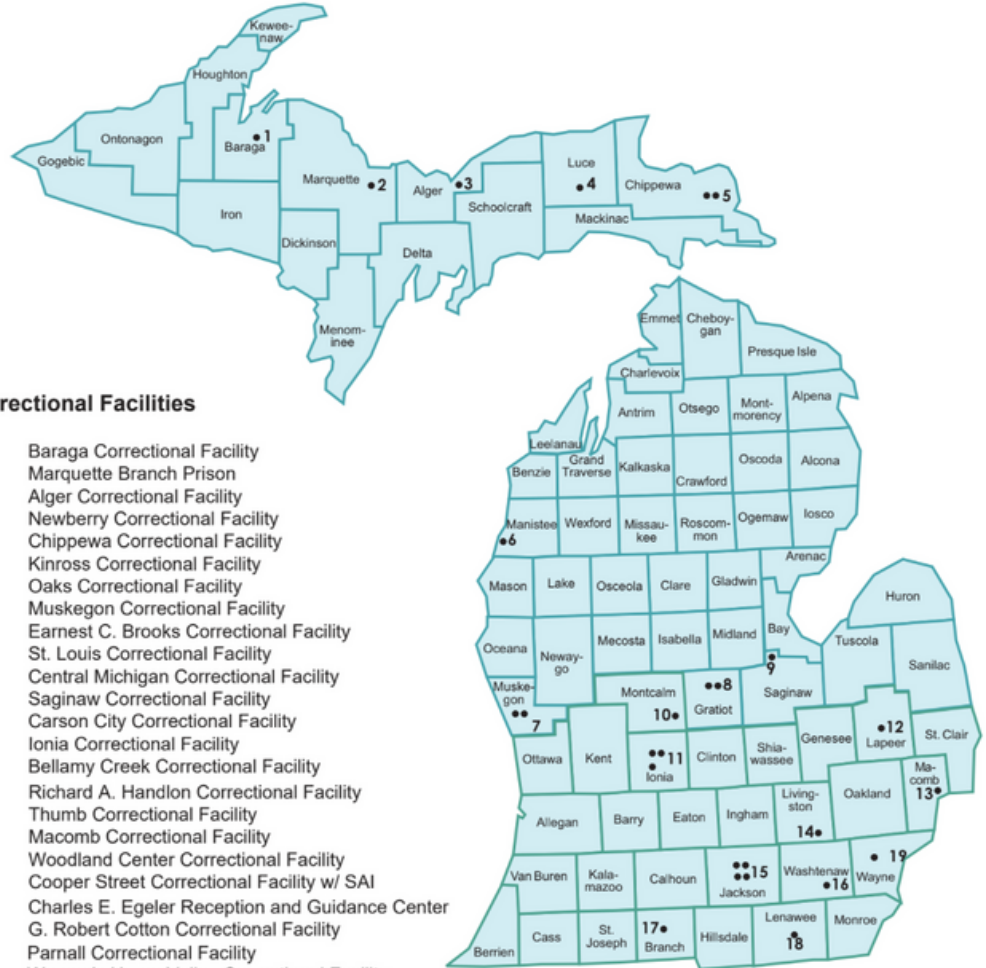 Kewee-
naw
Houghton
Ontonagon
Gogebic
Baraga
1
Marquette
2
Alger
3
Luce
4
Chippewa
5
Iron
Schoolcraft
Mackinac
Dickinson
Delta
Menom-
inee
Emmet
Cheboy-
gan
Presque Isle
Charlevoix
Antrim
Otsego
Mont-
morency
Alpena
Leelanau
Benzie
Grand
Traverse
Kalkaska
Crawford
Oscoda
Alcona
Manistee
6
Wexford
Missau-
kee
Roscom-
mon
Ogemaw
Iosco
Arenac
Mason
Lake
Osceola
Clare
Gladwin
Huron
Oceana
Neway-
go
Mecosta
Isabella
Midland
Bay
9
Tuscola
Sanilac
Muske-
gon
7
Montcalm
10
8
Gratiot
Saginaw
Ottawa
Kent
11
Ionia
Clinton
Shia-
wassee
Genesee
12
Lapeer
St. Clair
Allegan
Barry
Eaton
Ingham
Living-
ston
14
Oakland
Ma-
comb
13
Van Buren
Kala-
mazoo
Calhoun
15
Jackson
Washtenaw
16
19
Wayne
Berrien
Cass
St.
Joseph
17
Branch
Hillsdale
Lenawee
18
Monroe
rectional Facilities
Baraga Correctional Facility
Marquette Branch Prison
Alger Correctional Facility
Newberry Correctional Facility
Chippewa Correctional Facility
Kinross Correctional Facility
Oaks Correctional Facility
Muskegon Correctional Facility
Earnest C. Brooks Correctional Facility
St. Louis Correctional Facility
Central Michigan Correctional Facility
Saginaw Correctional Facility
Carson City Correctional Facility
Ionia Correctional Facility
Bellamy Creek Correctional Facility
Richard A. Handlon Correctional Facility
Thumb Correctional Facility
Macomb Correctional Facility
Woodland Center Correctional Facility
Cooper Street Correctional Facility w/ SAI
Charles E. Egeler Reception and Guidance Center
G. Robert Cotton Correctional Facility
Parnall Correctional Facility